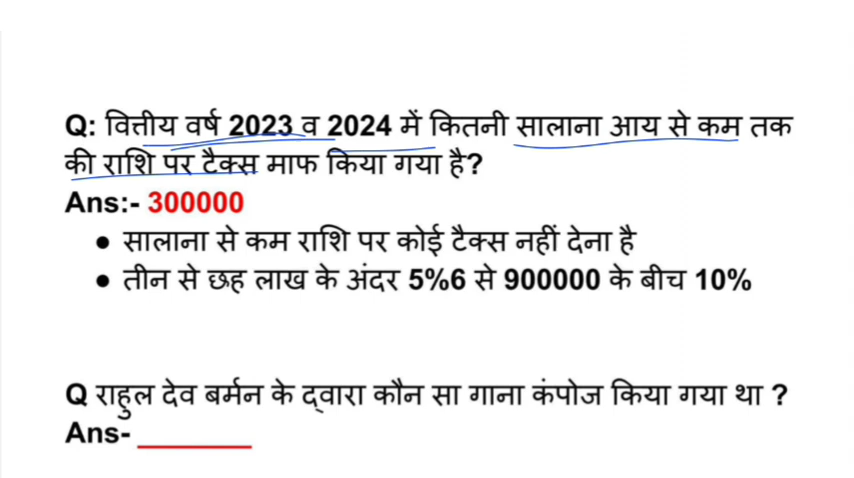 Q: वित्तीय वर्ष 2023 व 2024 में कितनी सालाना आय से कम तक
की राशि पर टैक्स माफ किया गया है?
Ans:- 300000
● सालाना से कम राशि पर कोई टैक्स नहीं देना है
● तीन से छह लाख के अंदर 5%6 से 900000 के बीच 10%
Q राहुल देव बर्मन के द्वारा कौन सा गाना कंपोज किया गया था ?
Ans- ________